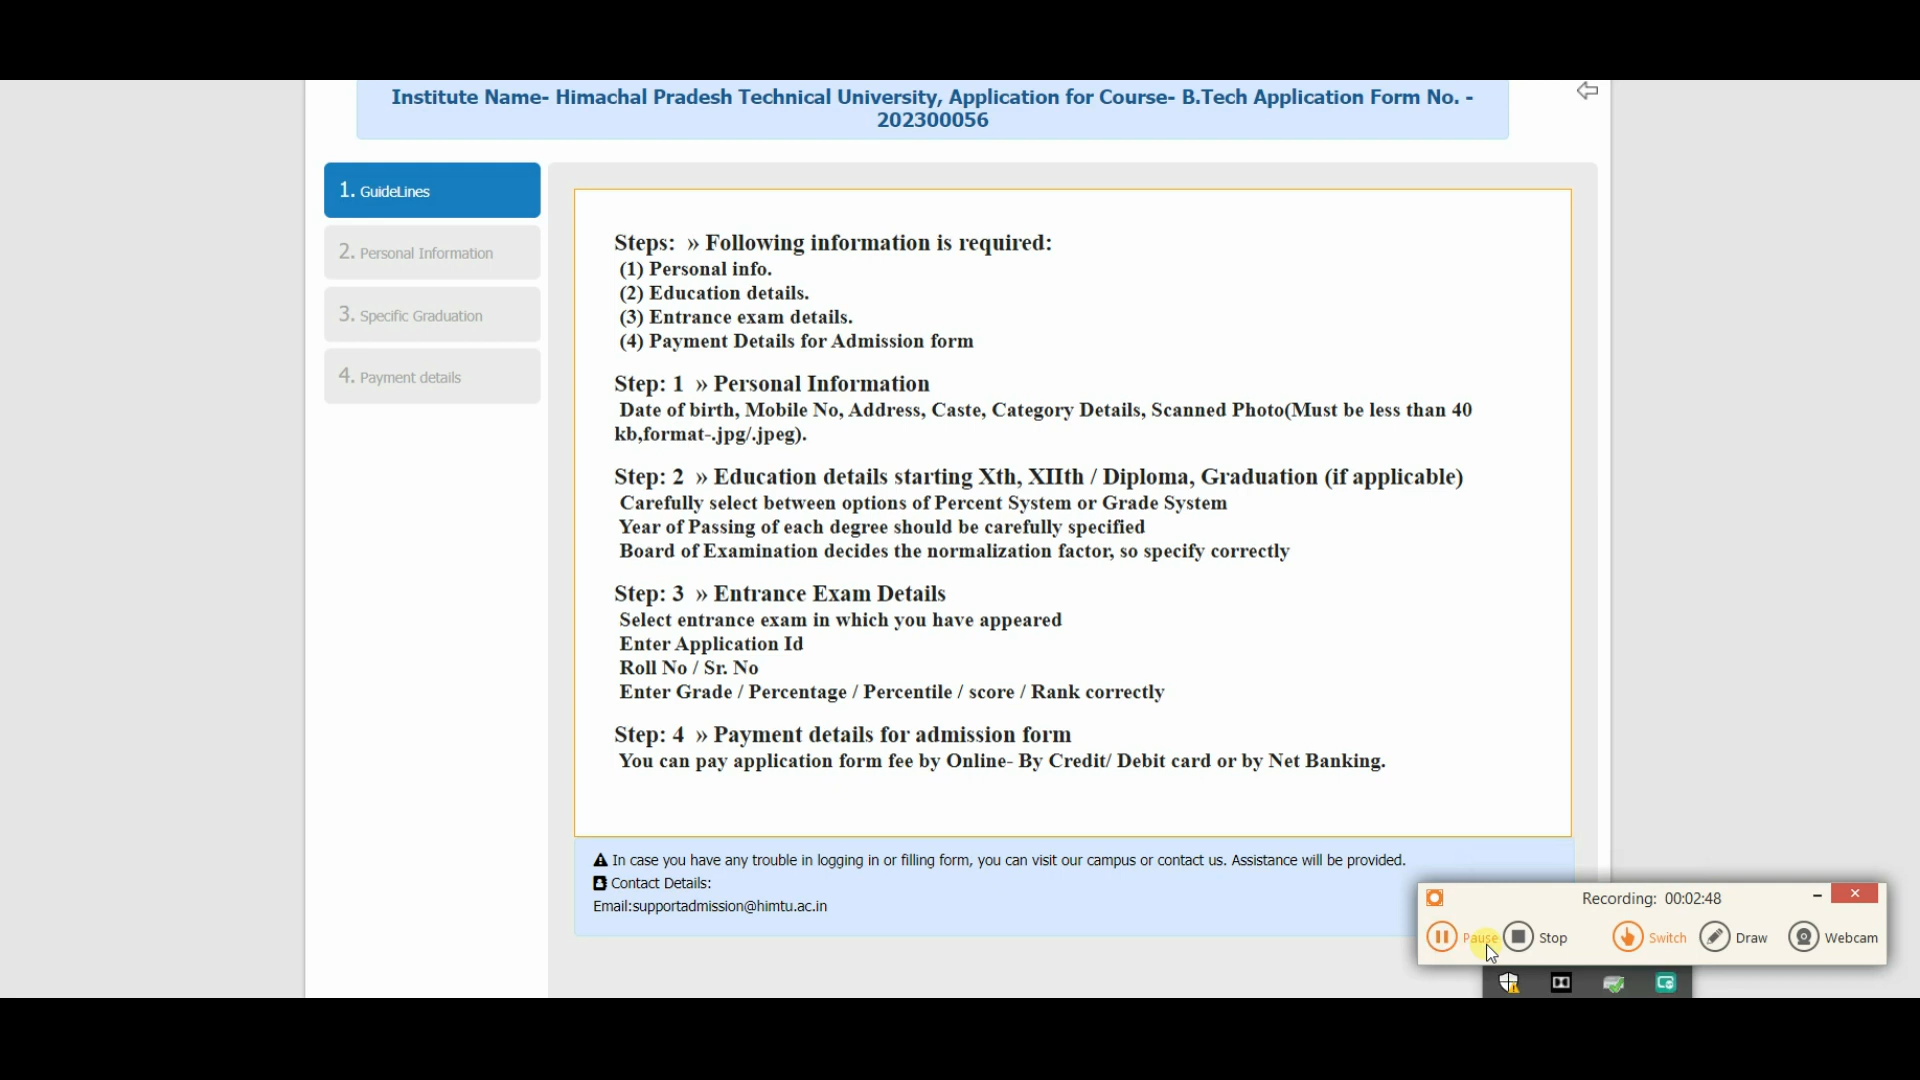 Institute Name- Himachal Pradesh Technical University, Application for Course- B.Tech Application Form No. -
202300056
1. GuideLines
2. Personal Information
3. Specific Graduation
4. Payment details
Steps: » Following information is required:
(1) Personal info.
(2) Education details.
(3) Entrance exam details.
(4) Payment Details for Admission form
Step: 1 » Personal Information
Date of birth, Mobile No, Address, Caste, Category Details, Scanned Photo(Must be less than 40
kb,format-.jpg/.jpeg).
Step: 2 » Education details starting Xth, XIIth / Diploma, Graduation (if applicable)
Carefully select between options of Percent System or Grade System
Year of Passing of each degree should be carefully specified
Board of Examination decides the normalization factor, so specify correctly
Step: 3 » Entrance Exam Details
Select entrance exam in which you have appeared
Enter Application Id
Roll No / Sr. No
Enter Grade / Percentage / Percentile / score / Rank correctly
Step: 4 » Payment details for admission form
You can pay application form fee by Online- By Credit/ Debit card or by Net Banking.
In case you have any trouble in logging in or filling form, you can visit our campus or contact us. Assistance will be provided.
Contact Details:
Email:supportadmission@himtu.ac.in
Recording: 00:02:48
Pause Stop Switch Draw Webcam